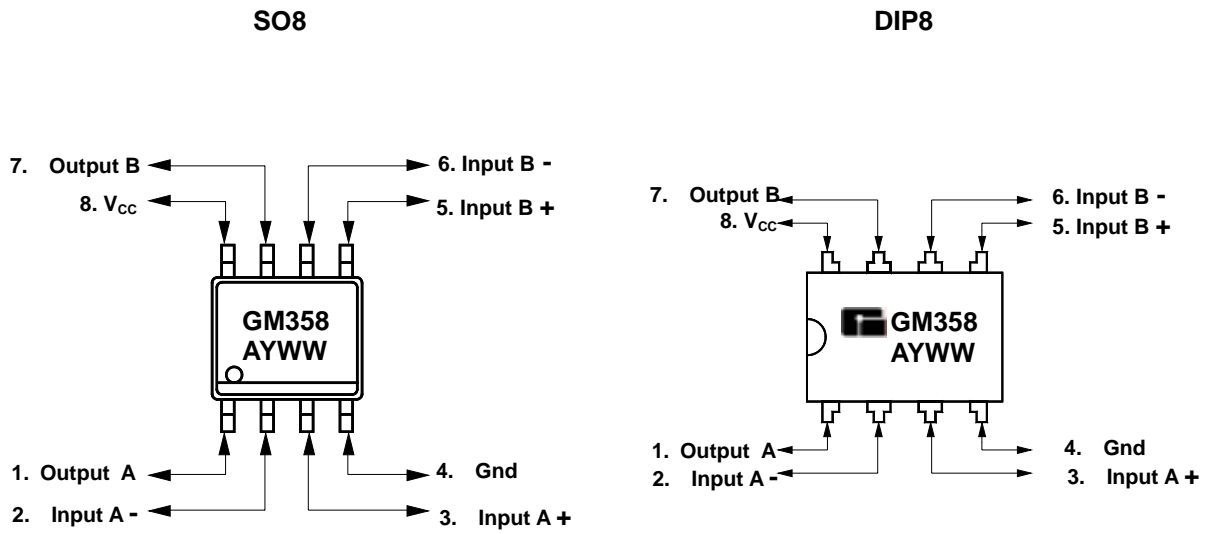 SO8
7. Output B
6. Input B -
8. VCC
5. Input B +
GM358
AYWW
1. Output A
4. Gnd
2. Input A -
3. Input A +
DIP8
7. Output B
6. Input B -
8. VCC
5. Input B +
GM358
AYWW
1. Output A
4. Gnd
2. Input A -
3. Input A +